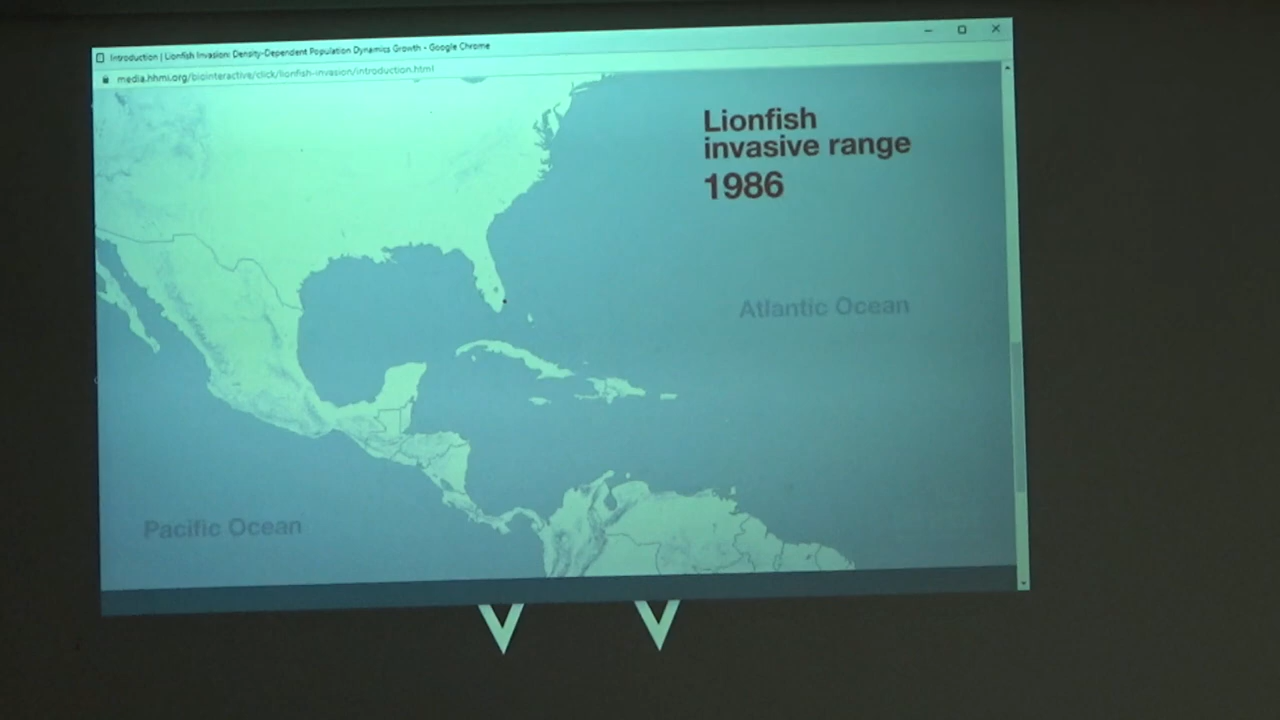 Introduction | Lionfish Invasion: Density-Dependent Population Dynamics Growth - Google Chrome
media.hhmi.org/biointeractive/click/lionfish-invasion/introduction.html
Lionfish
invasive range
1986
Atlantic Ocean
Pacific Ocean